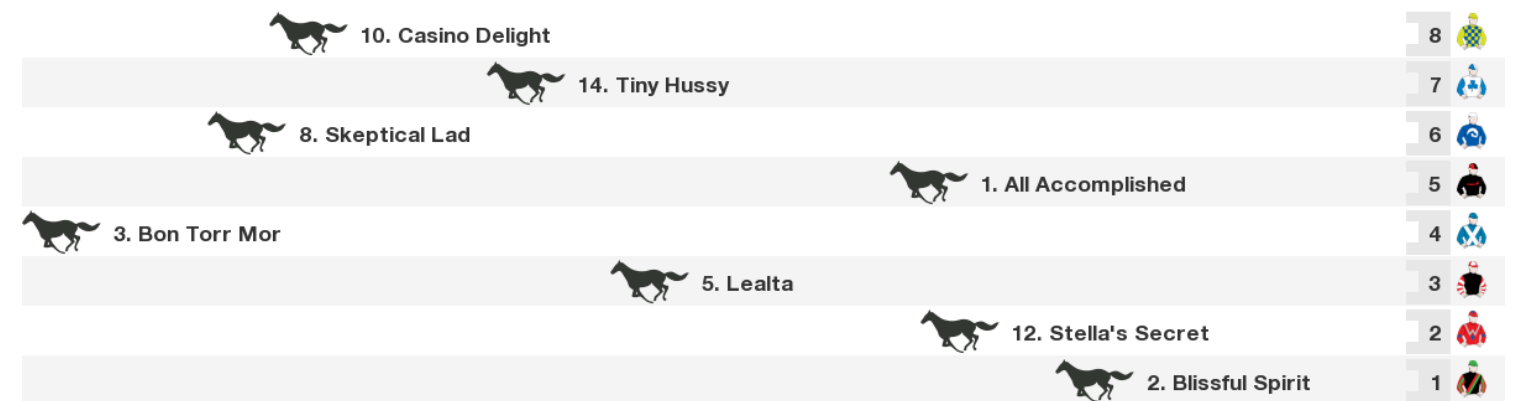 10. Casino Delight 8
14. Tiny Hussy 7
8. Skeptical Lad 6
1. All Accomplished 5
3. Bon Torr Mor 4
5. Lealta 3
12. Stella's Secret 2
2. Blissful Spirit 1